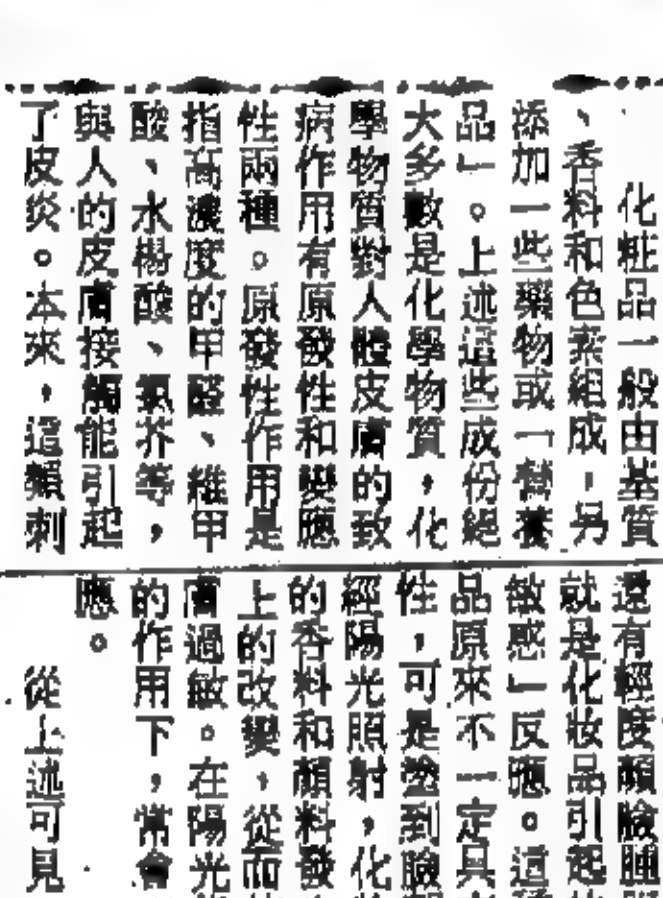 化粧品一般由基質
、香料和色素組成，另
添加一些藥物或「營養
品」。上述這些成份絕
大多數是化學物質，化
學物質對人體皮膚的致
病作用有原發性和變應
性兩種。原發性作用是
指高濃度的甲醛、維甲
酸、水楊酸、氮芥等，
與人的皮膚接觸能引起
了皮炎。本來，這類刺
還有輕度顏臉腫
就是化妝品引起
敏感」反應。這
品原來不一定具
性，可是塗到臉
經陽光照射，化
的香料和顏料發
上的改變，從而
膚過敏。在陽光
的作用下，常會
應。
從上述可見